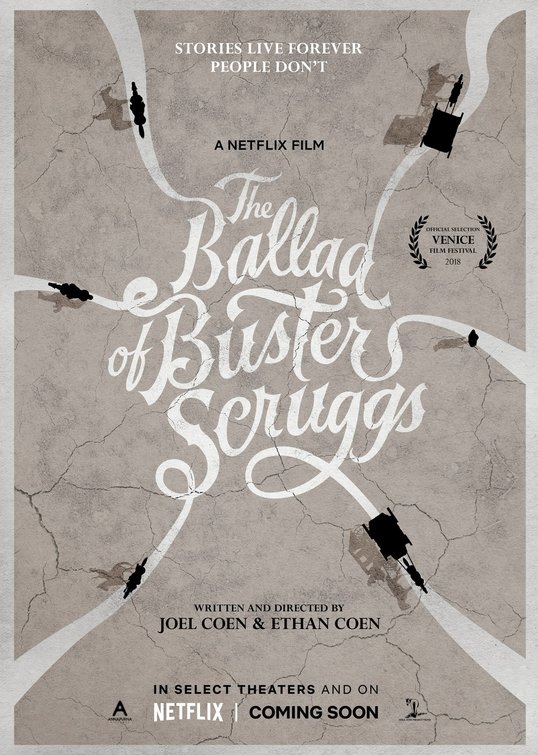 STORIES LIVE FOREVER
PEOPLE DON'T
A NETFLIX FILM
The
Ballad
of Buster
Scruggs
OFFICIAL SELECTION
VENICE
FILM FESTIVAL
2018
WRITTEN AND DIRECTED BY
JOEL COEN & ETHAN COEN
IN SELECT THEATERS AND ON
NETFLIX | COMING SOON
ANNAPURNA